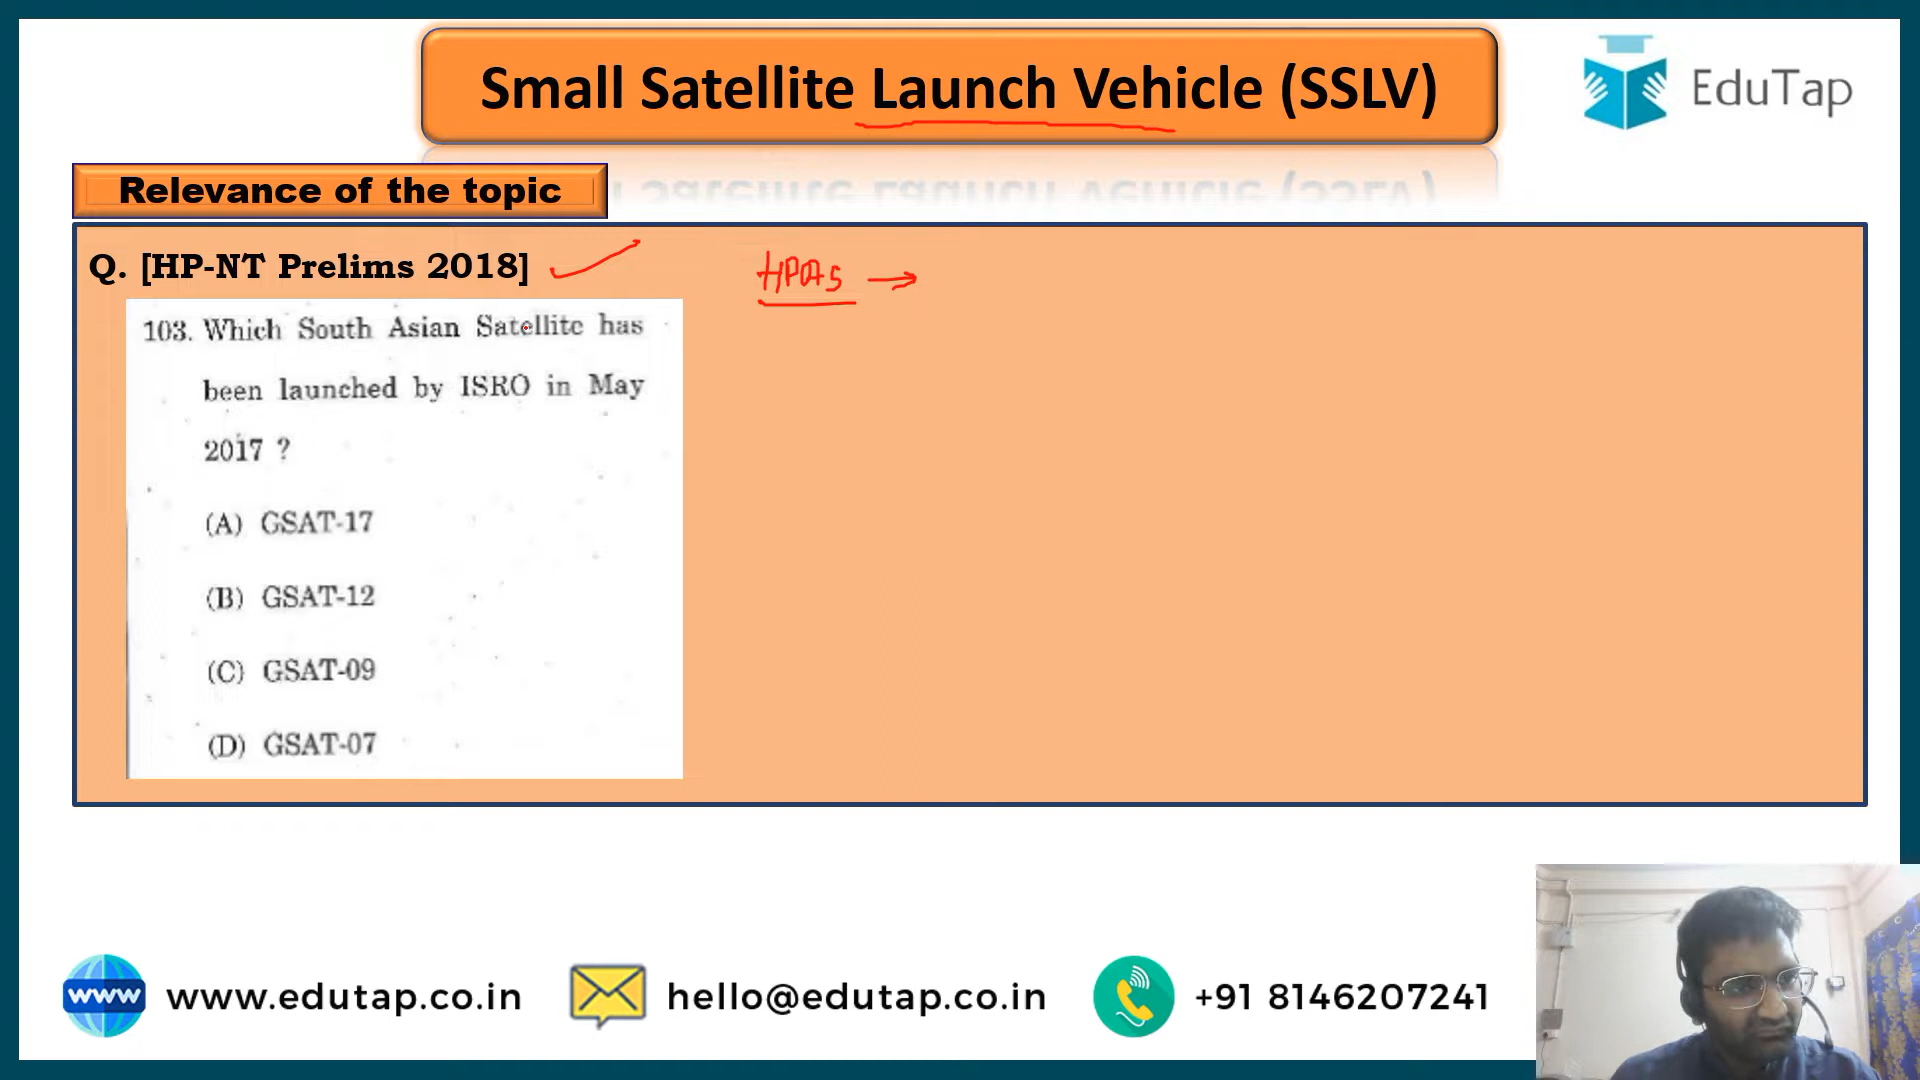 Small Satellite Launch Vehicle (SSLV)
EduTap
Relevance of the topic
Q. [HP-NT Prelims 2018]
HPAS →
103. Which South Asian Satellite has
been launched by ISRO in May
2017 ?
(A) GSAT-17
(B) GSAT-12
(C) GSAT-09
(D) GSAT-07
www
www.edutap.co.in
hello@edutap.co.in
+91 8146207241